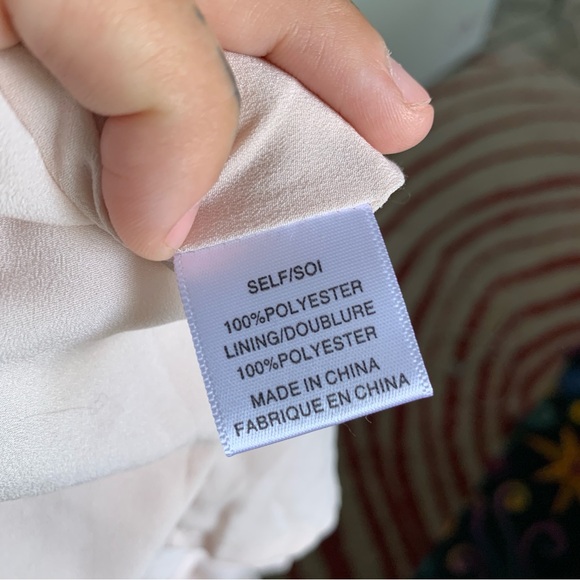 SELF/SOI
100%POLYESTER
LINING/DOUBLURE
100%POLYESTER
MADE IN CHINA
FABRIQUE EN CHINA